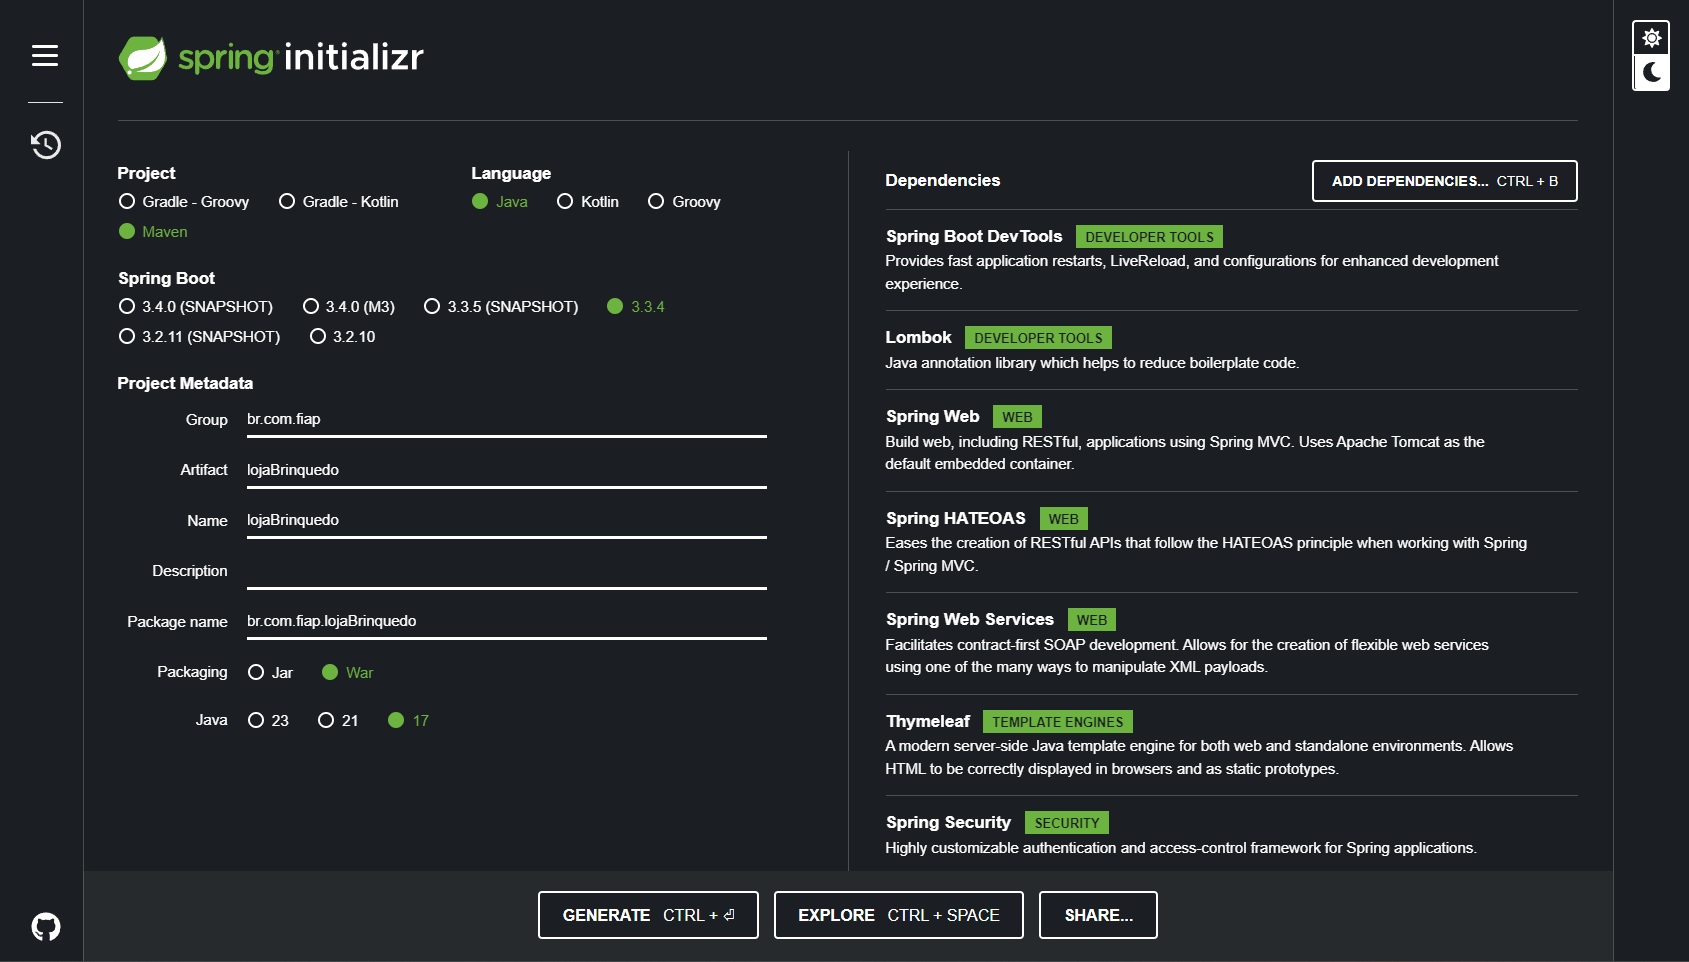 spring initializr
Project
Gradle - Groovy Gradle - Kotlin
Maven
Language
Java Kotlin Groovy
Spring Boot
3.4.0 (SNAPSHOT) 3.4.0 (M3) 3.3.5 (SNAPSHOT) 3.3.4
3.2.11 (SNAPSHOT) 3.2.10
Project Metadata
Group br.com.fiap
Artifact lojaBrinquedo
Name lojaBrinquedo
Description
Package name br.com.fiap.lojaBrinquedo
Packaging Jar War
Java 23 21 17
Dependencies ADD DEPENDENCIES... CTRL + B
Spring Boot DevTools DEVELOPER TOOLS
Provides fast application restarts, LiveReload, and configurations for enhanced development
experience.
Lombok DEVELOPER TOOLS
Java annotation library which helps to reduce boilerplate code.
Spring Web WEB
Build web, including RESTful, applications using Spring MVC. Uses Apache Tomcat as the
default embedded container.
Spring HATEOAS WEB
Eases the creation of RESTful APIs that follow the HATEOAS principle when working with Spring
/ Spring MVC.
Spring Web Services WEB
Facilitates contract-first SOAP development. Allows for the creation of flexible web services
using one of the many ways to manipulate XML payloads.
Thymeleaf TEMPLATE ENGINES
A modern server-side Java template engine for both web and standalone environments. Allows
HTML to be correctly displayed in browsers and as static prototypes.
Spring Security SECURITY
Highly customizable authentication and access-control framework for Spring applications.
GENERATE CTRL + ⏎ EXPLORE CTRL + SPACE SHARE...